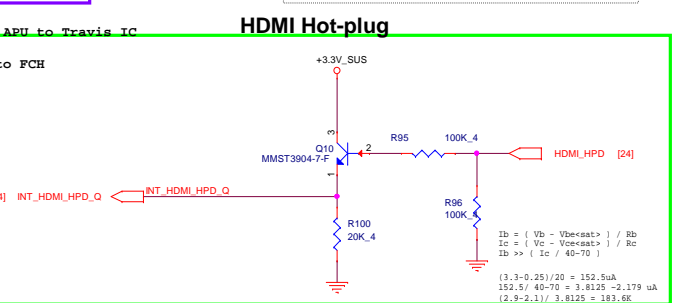 APU to Travis IC
HDMI Hot-plug
to FCH
+3.3V_SUS
3
R95
100K_4
Q10
2
MMST3904-7-F
HDMI_HPD [24]
1
INT_HDMI_HPD_Q
INT_HDMI_HPD_Q
R96
100K_4
R100
20K_4
Ib = ( Vb - Vbe<sat> ) / Rb
Ic = ( Vc - Vce<sat> ) / Rc
Ib >> ( Ic / 40-70 )
(3.3-0.25)/20 = 152.5uA
152.5/ 40-70 = 3.8125 -2.179 uA
(2.9-2.1)/ 3.8125 = 183.6K